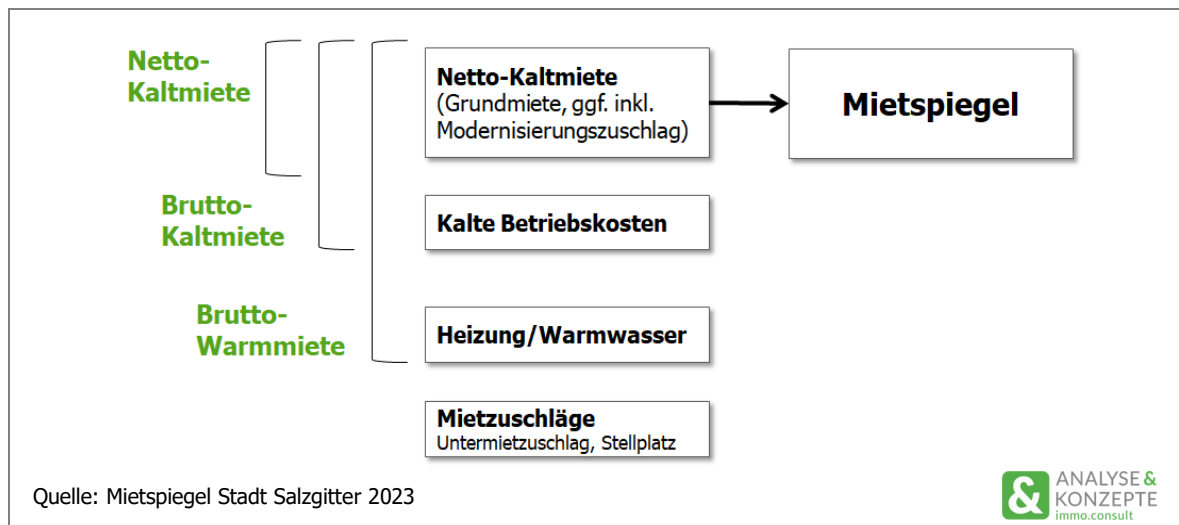 Netto-
Kaltmiete
Netto-Kaltmiete
(Grundmiete, ggf. inkl.
Modernisierungszuschlag)
Mietspiegel
Brutto-
Kaltmiete
Kalte Betriebskosten
Brutto-
Warmmiete
Heizung/Warmwasser
Mietzuschläge
Untermietzuschlag, Stellplatz
Quelle: Mietspiegel Stadt Salzgitter 2023
&
ANALYSE &
KONZEPTE
immo.consult